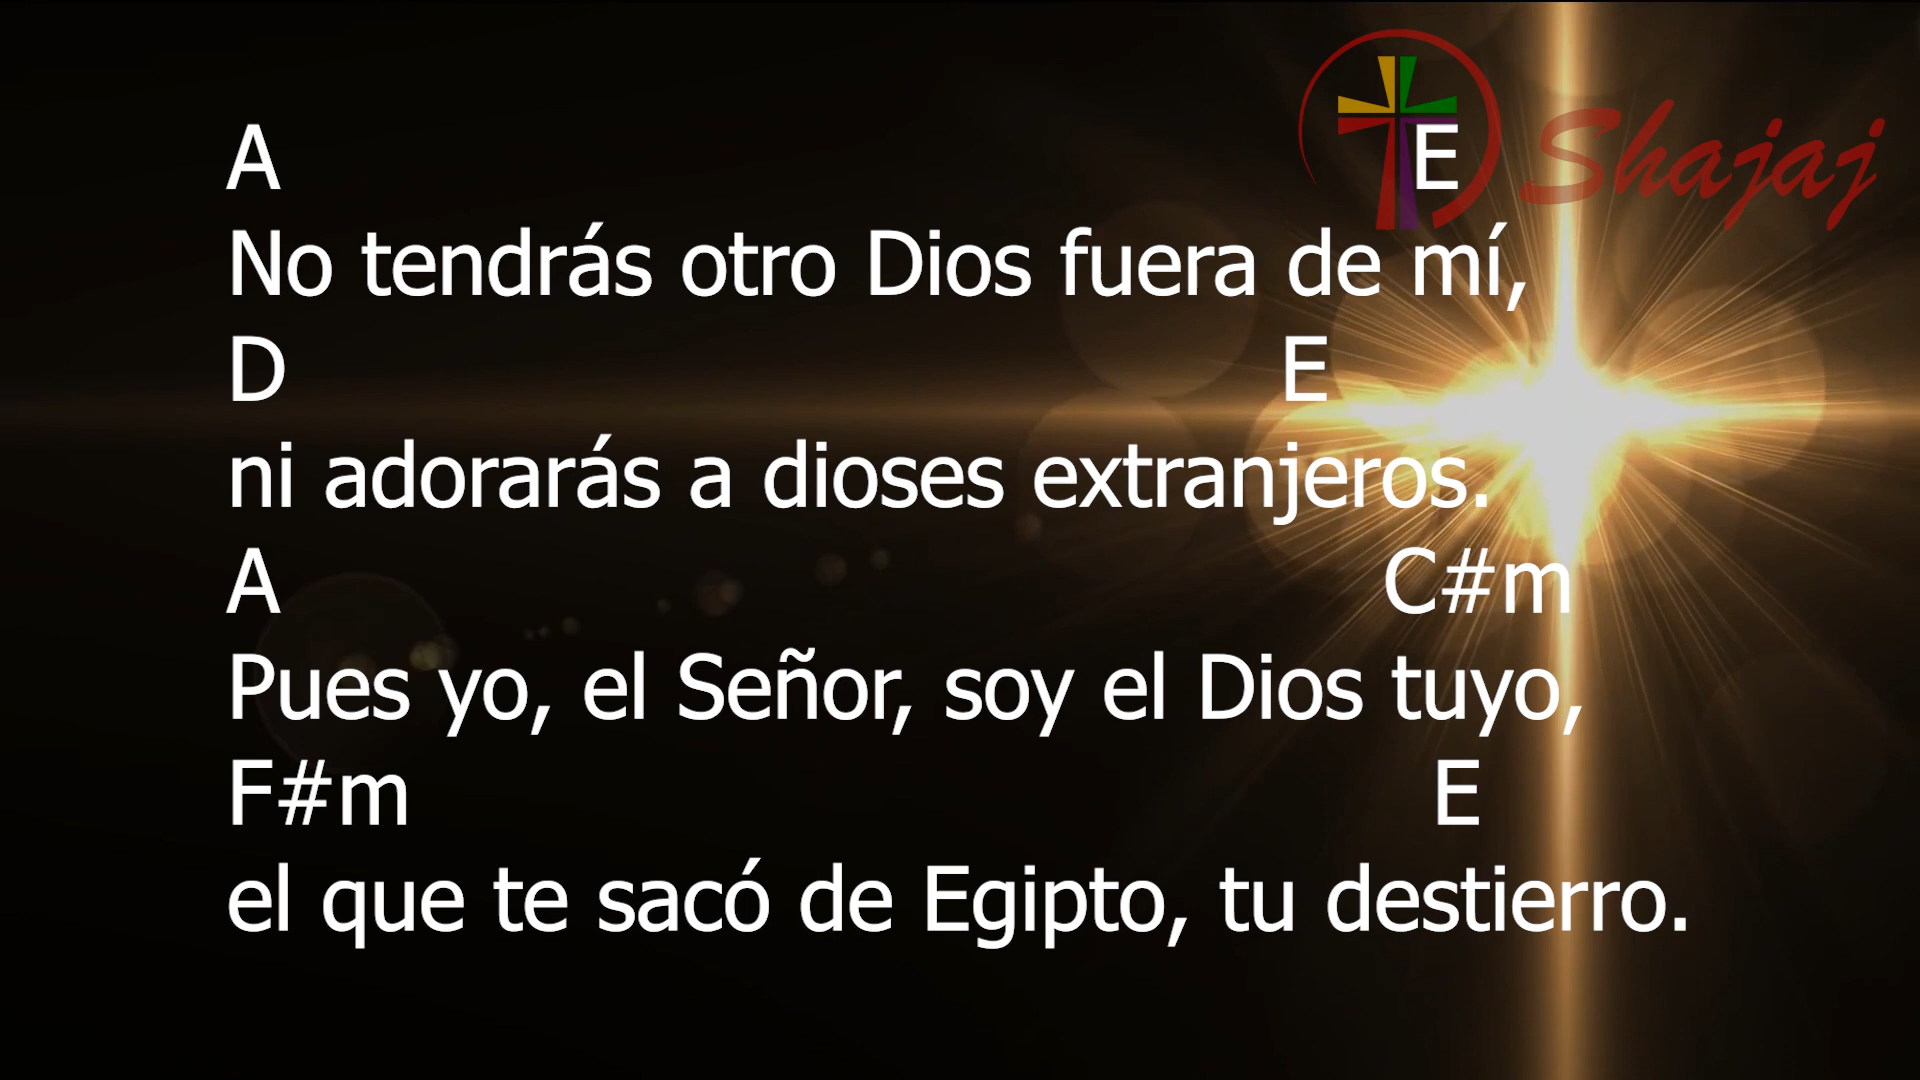 A E Shajaj
No tendrás otro Dios fuera de mí,
D E
ni adorarás a dioses extranjeros.
A C#m
Pues yo, el Señor, soy el Dios tuyo,
F#m E
el que te sacó de Egipto, tu destierro.